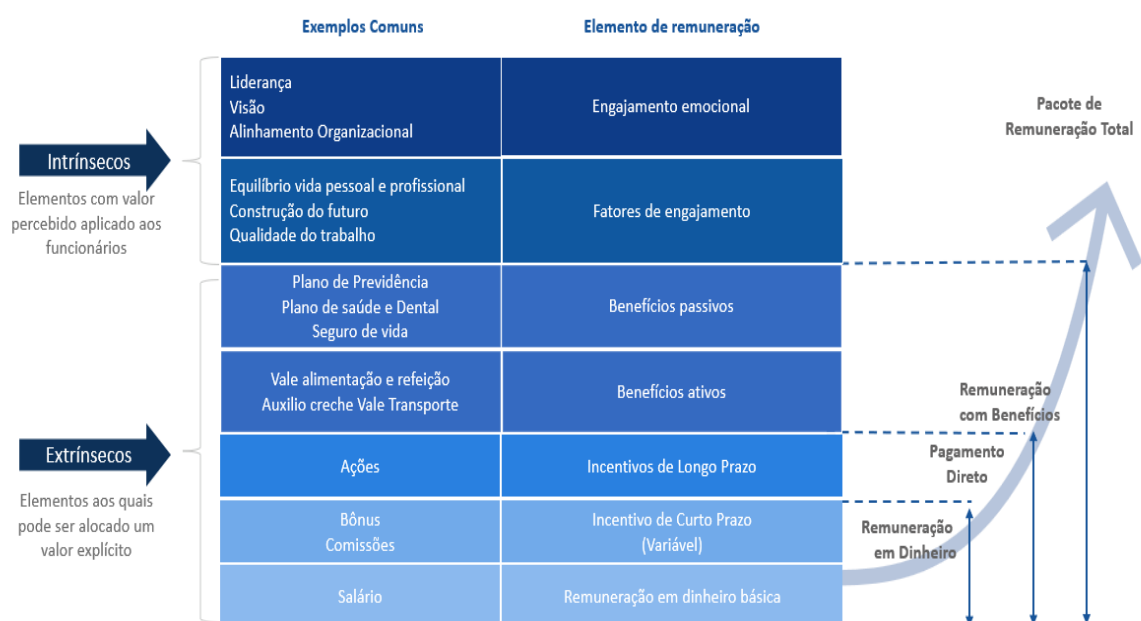 Exemplos Comuns
Elemento de remuneração
Liderança
Visão
Alinhamento Organizacional
Engajamento emocional
Pacote de
Remuneração Total
Intrínsecos
Elementos com valor
percebido aplicado aos
funcionários
Equilíbrio vida pessoal e profissional
Construção do futuro
Qualidade do trabalho
Fatores de engajamento
Plano de Previdência
Plano de saúde e Dental
Seguro de vida
Benefícios passivos
Vale alimentação e refeição
Auxilio creche Vale Transporte
Benefícios ativos
Remuneração
com Benefícios
Extrínsecos
Elementos aos quais
pode ser alocado um
valor explícito
Ações
Incentivos de Longo Prazo
Pagamento
Direto
Bônus
Comissões
Incentivo de Curto Prazo
(Variável)
Remuneração
em Dinheiro
Salário
Remuneração em dinheiro básica